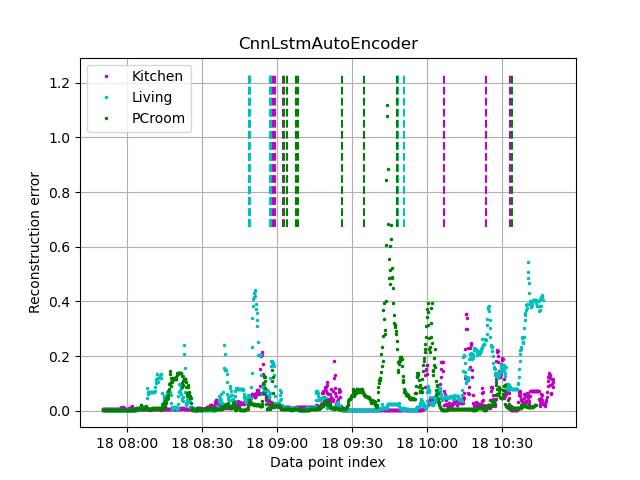 CnnLstmAutoEncoder
Kitchen
Living
PCroom
Reconstruction error
1.2
1.0
0.8
0.6
0.4
0.2
0.0
18 08:00 18 08:30 18 09:00 18 09:30 18 10:00 18 10:30
Data point index